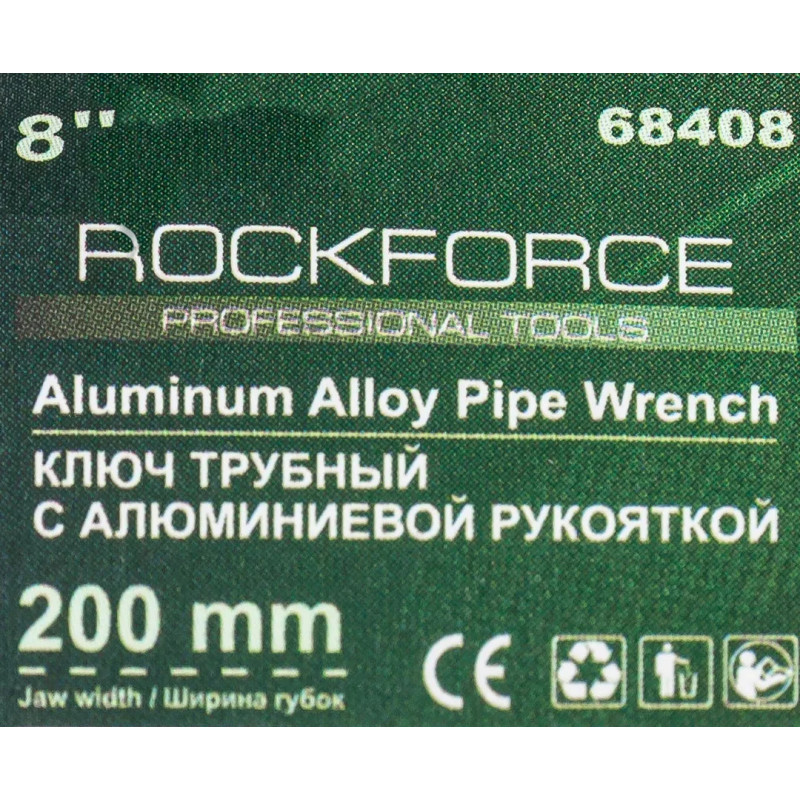 8"
68408
ROCKFORCE
PROFESSIONAL TOOLS
Aluminum Alloy Pipe Wrench
КЛЮЧ ТРУБНЫЙ
С АЛЮМИНИЕВОЙ РУКОЯТКОЙ
200 mm
Jaw width / Ширина губок
CE